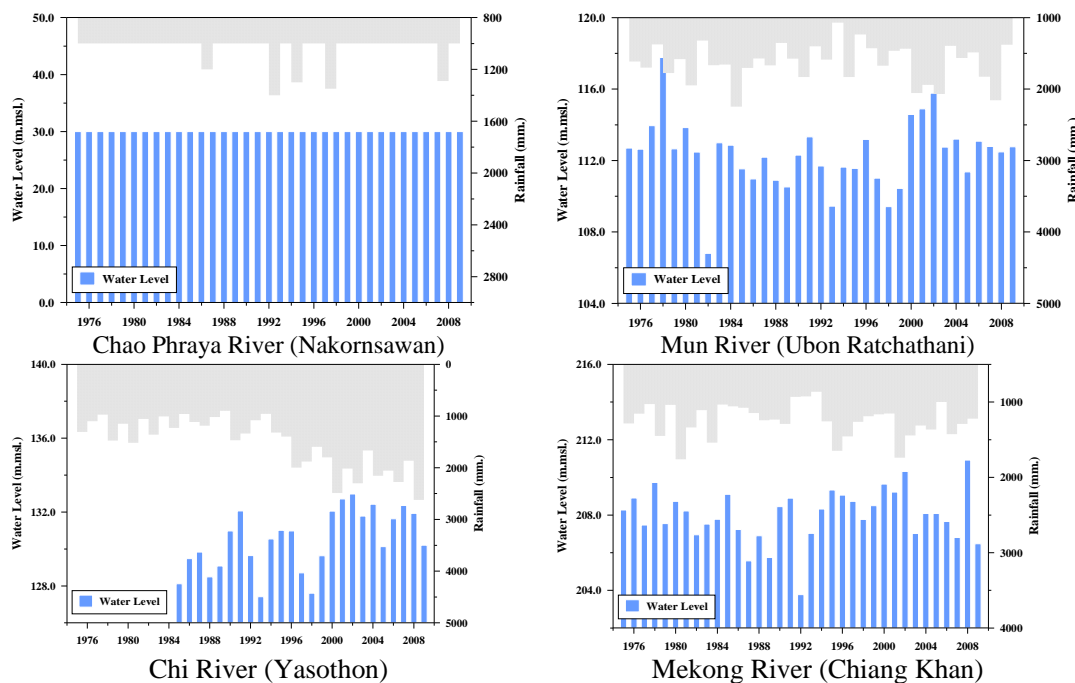 50.0
40.0
30.0
20.0
10.0
0.0
Water Level (m.msl.)
800
1200
1600
2000
2400
2800
Rainfall (mm.)
Water Level
1976 1980 1984 1988 1992 1996 2000 2004 2008
Chao Phraya River (Nakornsawan)
120.0
116.0
112.0
108.0
104.0
Water Level (m.msl.)
1000
2000
3000
4000
5000
Rainfall (mm.)
Water Level
1976 1980 1984 1988 1992 1996 2000 2004 2008
Mun River (Ubon Ratchathani)
140.0
136.0
132.0
128.0
Water Level (m.msl.)
0
1000
2000
3000
4000
5000
Rainfall (mm.)
Water Level
1976 1980 1984 1988 1992 1996 2000 2004 2008
Chi River (Yasothon)
216.0
212.0
208.0
204.0
Water Level (m.msl.)
1000
2000
3000
4000
Rainfall (mm.)
Water Level
1976 1980 1984 1988 1992 1996 2000 2004 2008
Mekong River (Chiang Khan)